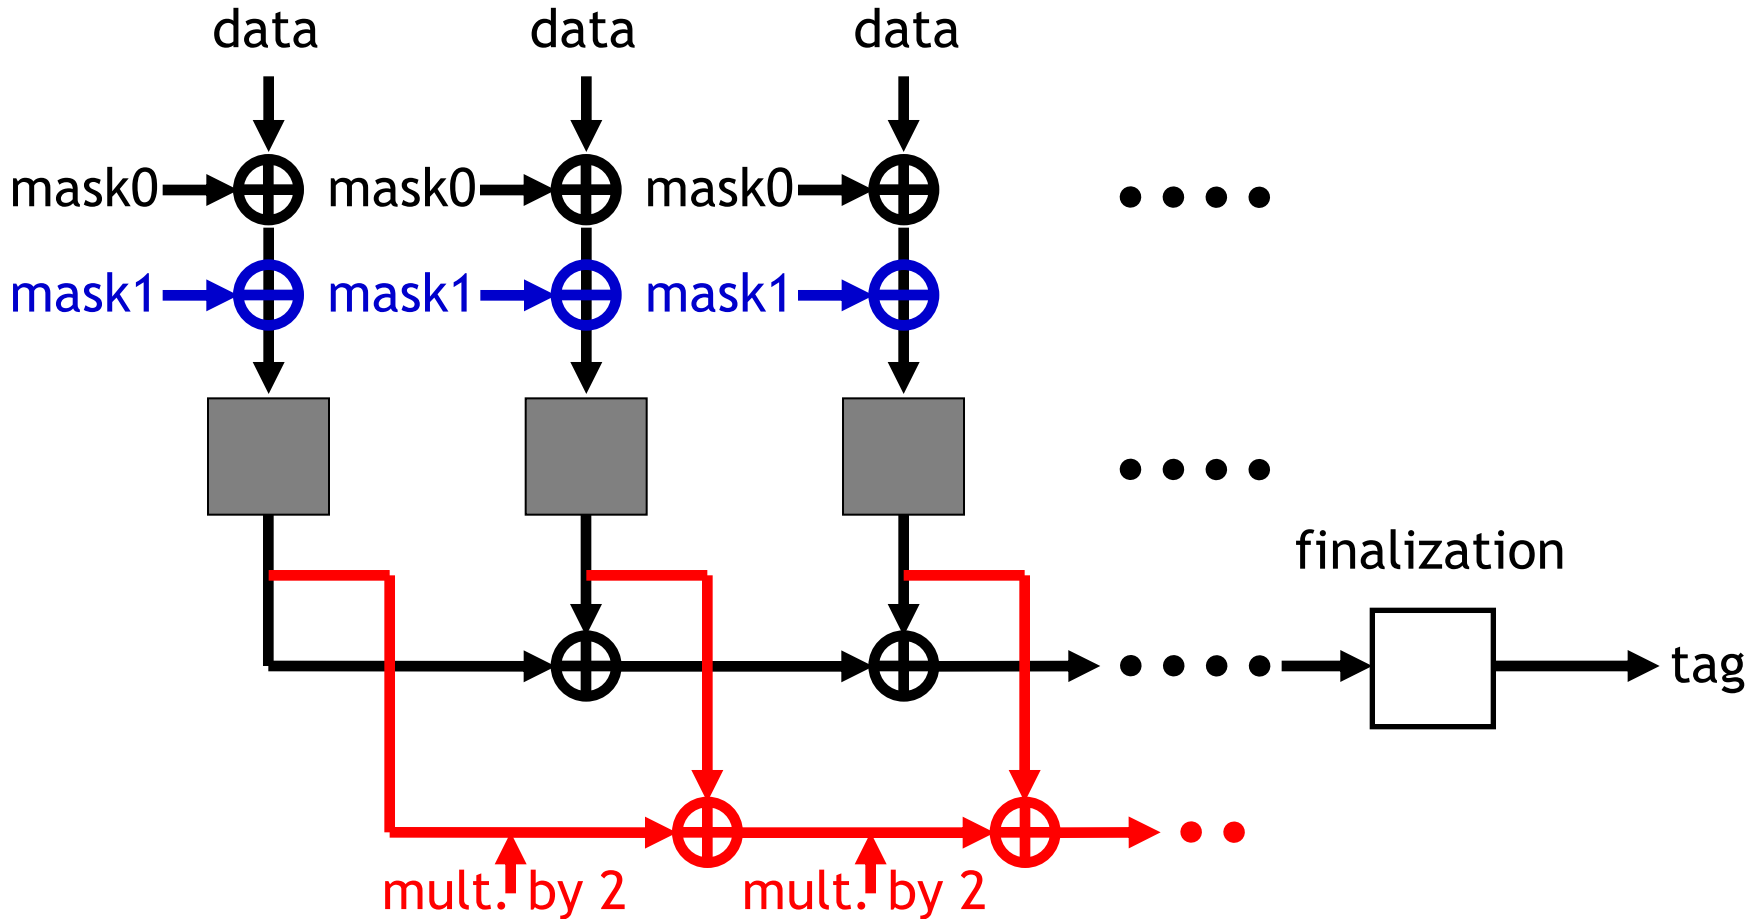 data data data
mask0 mask0 mask0
mask1 mask1 mask1
finalization
tag
mult. by 2 mult. by 2